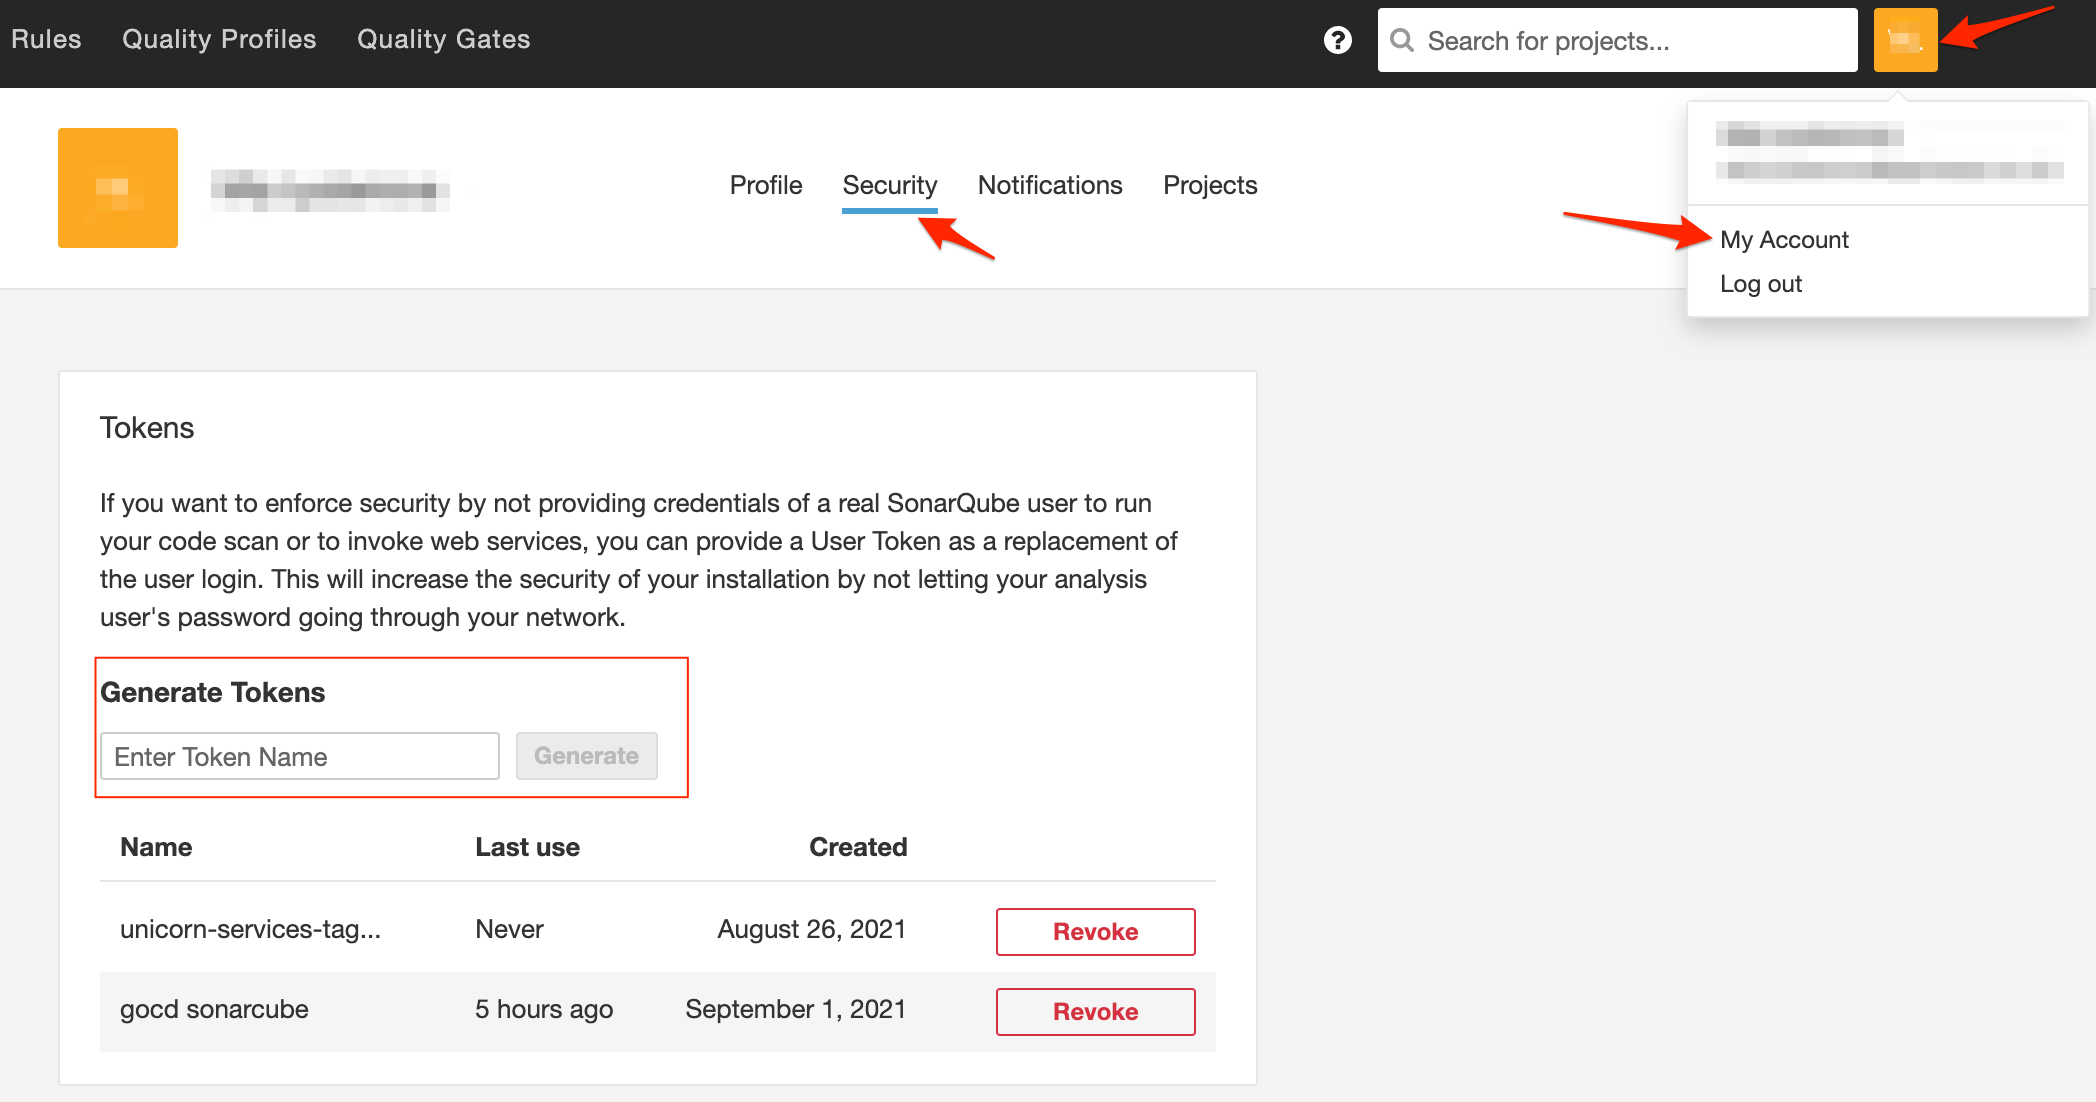 Rules Quality Profiles Quality Gates ? Search for projects...
Profile Security Notifications Projects
My Account
Log out
Tokens
If you want to enforce security by not providing credentials of a real SonarQube user to run
your code scan or to invoke web services, you can provide a User Token as a replacement of
the user login. This will increase the security of your installation by not letting your analysis
user's password going through your network.
Generate Tokens
Enter Token Name Generate
Name Last use Created
unicorn-services-tag... Never August 26, 2021 Revoke
gocd sonarcube 5 hours ago September 1, 2021 Revoke